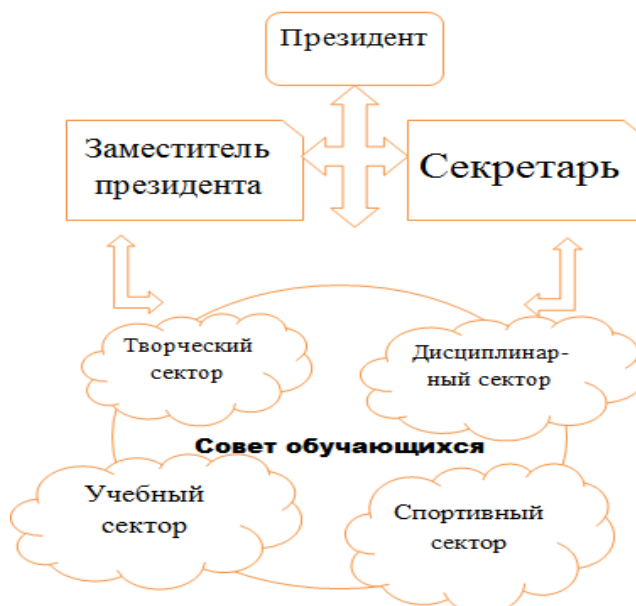 Президент
Заместитель
президента
Секретарь
Творческий
сектор
Дисциплинар-
ный сектор
Совет обучающихся
Учебный
сектор
Спортивный
сектор